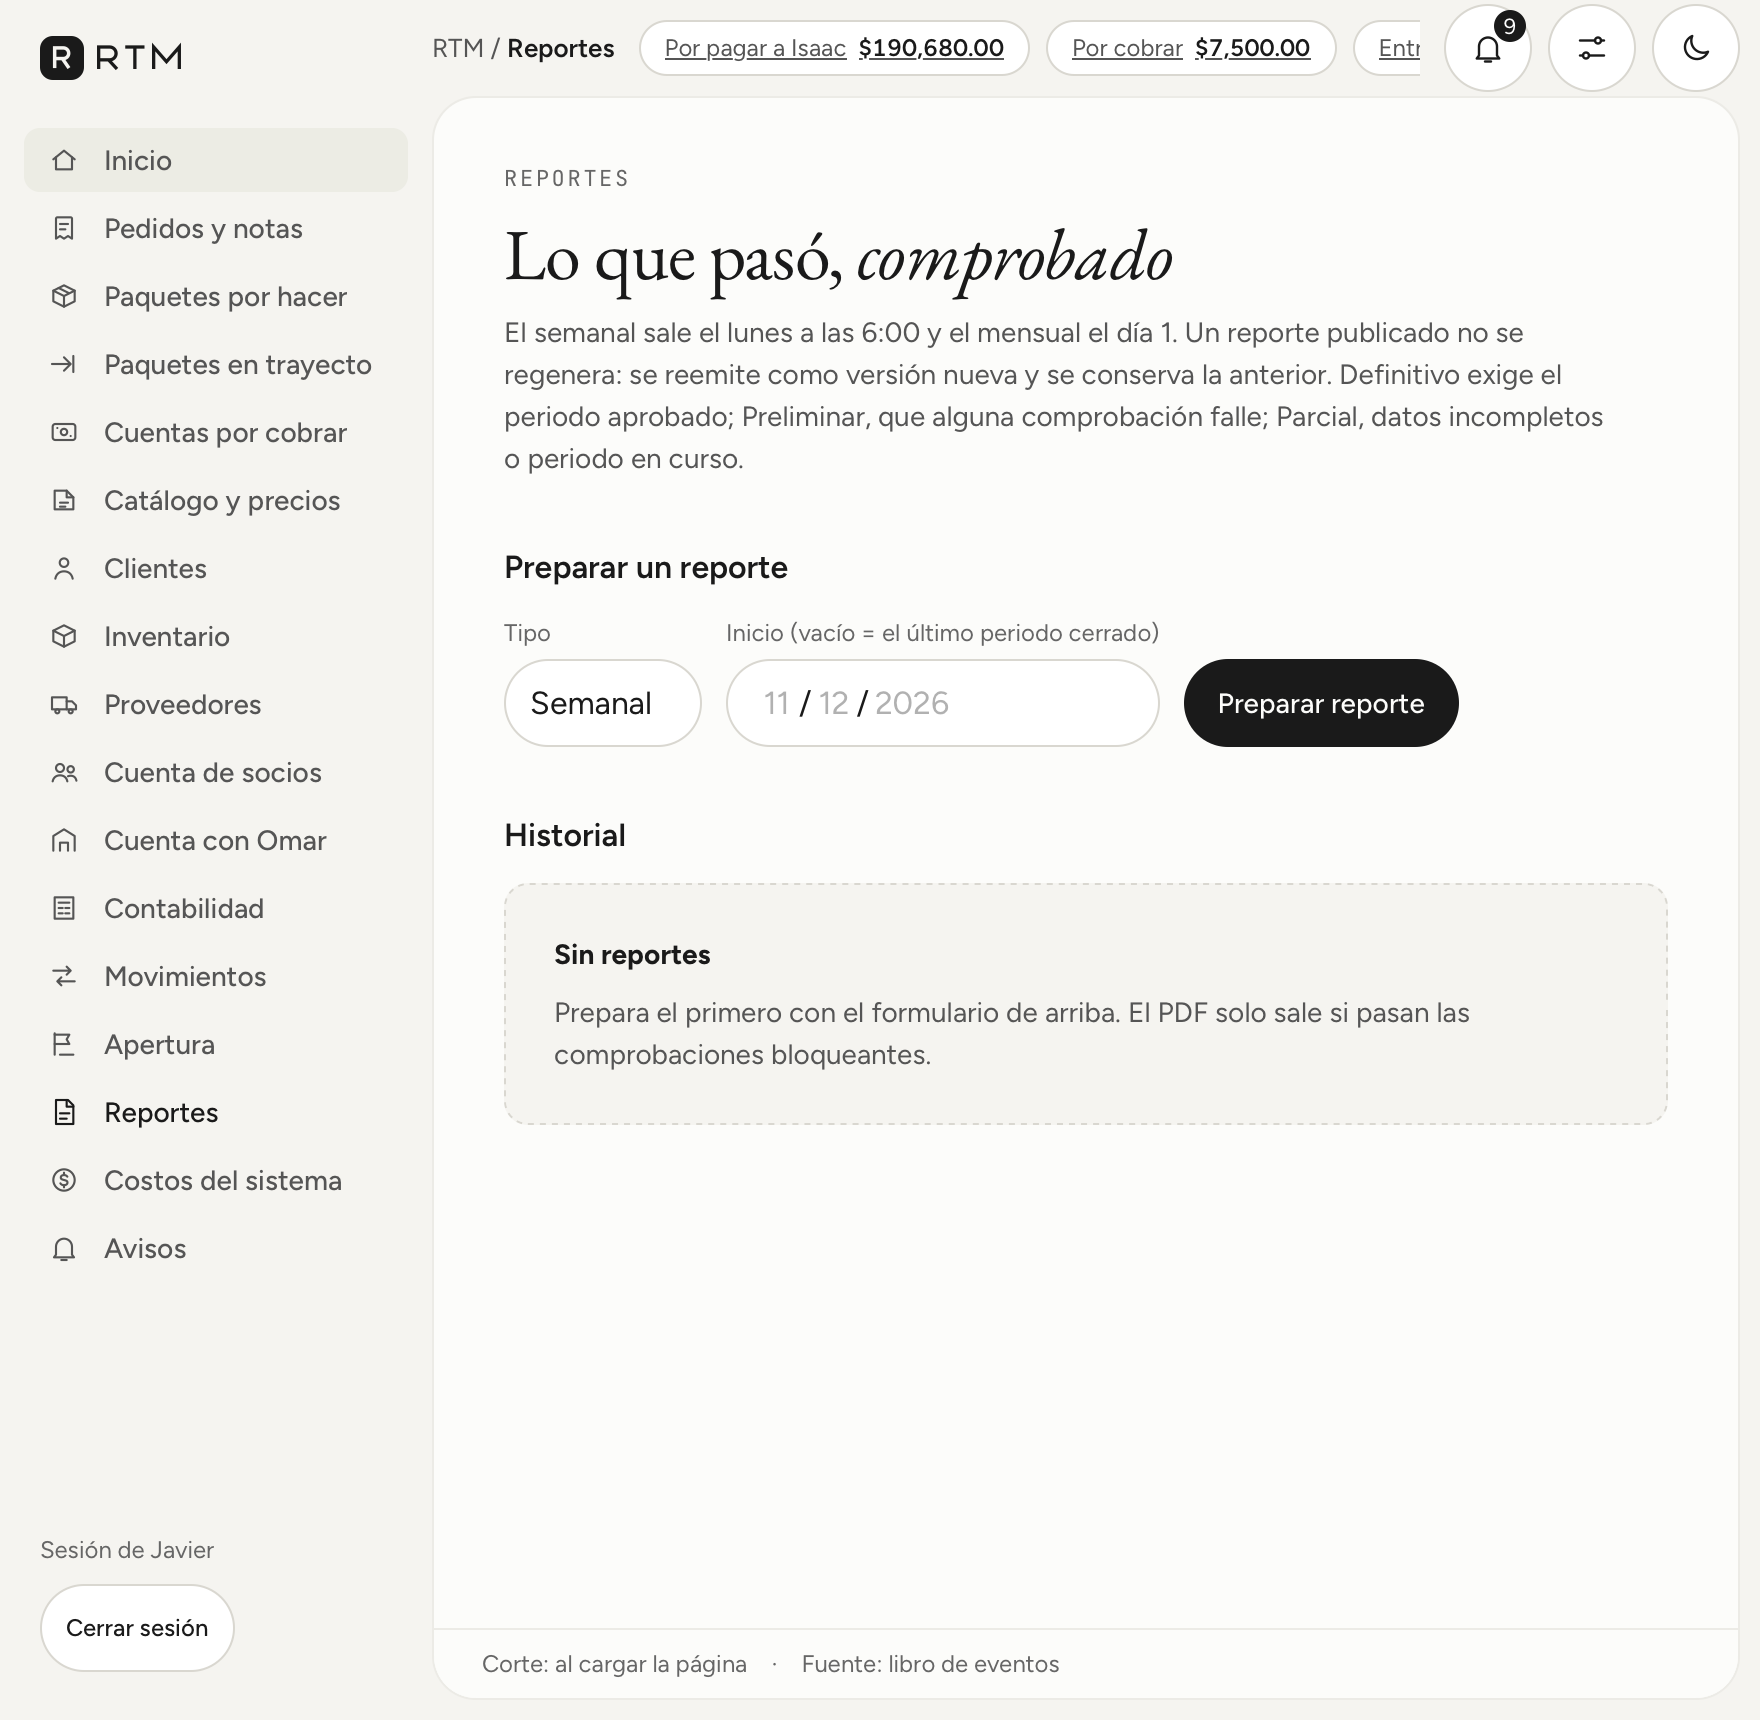 R RTM
RTM / Reportes
Por pagar a Isaac $190,680.00
Por cobrar $7,500.00
Entr
9
Inicio
Pedidos y notas
Paquetes por hacer
Paquetes en trayecto
Cuentas por cobrar
Catálogo y precios
Clientes
Inventario
Proveedores
Cuenta de socios
Cuenta con Omar
Contabilidad
Movimientos
Apertura
Reportes
Costos del sistema
Avisos
Sesión de Javier
Cerrar sesión
REPORTES
Lo que pasó, comprobado
El semanal sale el lunes a las 6:00 y el mensual el día 1. Un reporte publicado no se
regenera: se reemite como versión nueva y se conserva la anterior. Definitivo exige el
periodo aprobado; Preliminar, que alguna comprobación falle; Parcial, datos incompletos
o periodo en curso.
Preparar un reporte
Tipo
Inicio (vacío = el último periodo cerrado)
Semanal
11 / 12 / 2026
Preparar reporte
Historial
Sin reportes
Prepara el primero con el formulario de arriba. El PDF solo sale si pasan las
comprobaciones bloqueantes.
Corte: al cargar la página · Fuente: libro de eventos